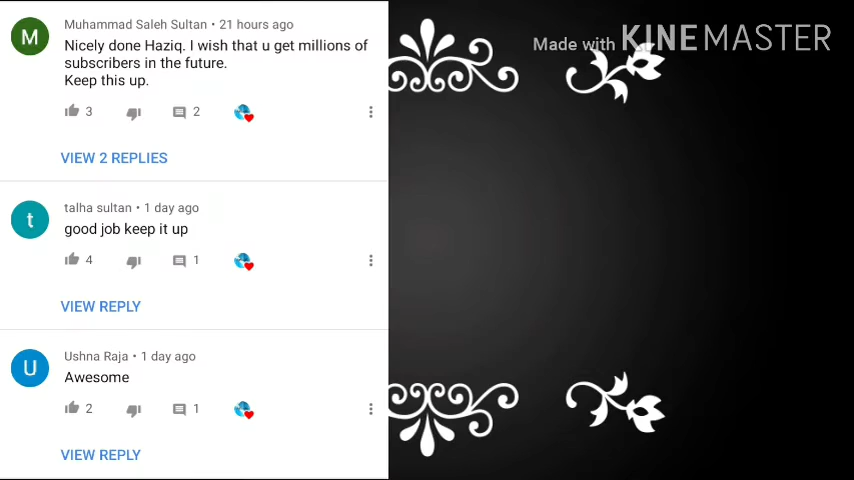 Muhammad Saleh Sultan • 21 hours ago
Nicely done Haziq. I wish that u get millions of
subscribers in the future.
Keep this up.
3 2
VIEW 2 REPLIES
talha sultan • 1 day ago
good job keep it up
4 1
VIEW REPLY
Ushna Raja • 1 day ago
Awesome
2 1
VIEW REPLY
M
t
U
Made with KINEMASTER